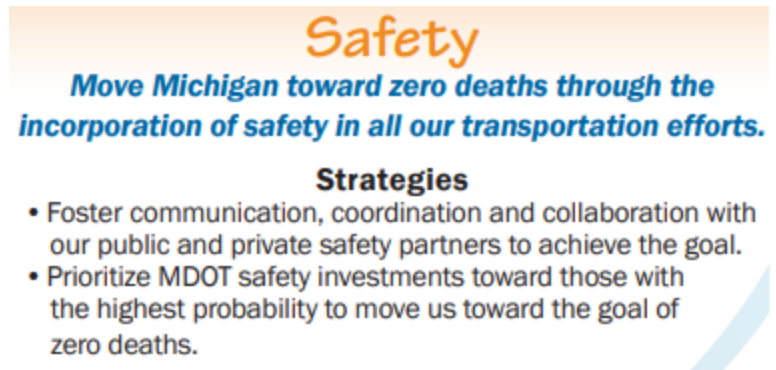 Safety
Move Michigan toward zero deaths through the
incorporation of safety in all our transportation efforts.
Strategies
• Foster communication, coordination and collaboration with
our public and private safety partners to achieve the goal.
• Prioritize MDOT safety investments toward those with
the highest probability to move us toward the goal of
zero deaths.